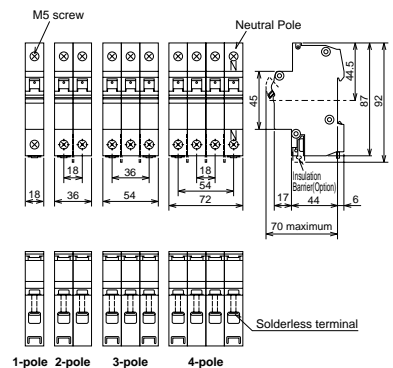 M5 screw
Neutral Pole
N
N
45
44.5
87
92
18
36
18
54
Insulation
Barrier(Option)
18
36
54
72
17
44
6
70 maximum
Solderless terminal
1-pole 2-pole 3-pole 4-pole